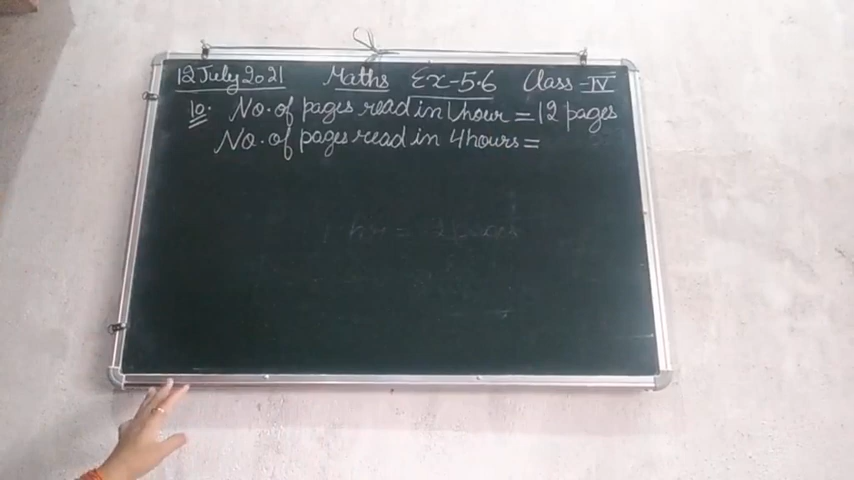 12 July 2021 Maths Ex-5.6 Class-IV
10. No. of pages read in 1 hour = 12 pages
No. of pages read in 4 hours =